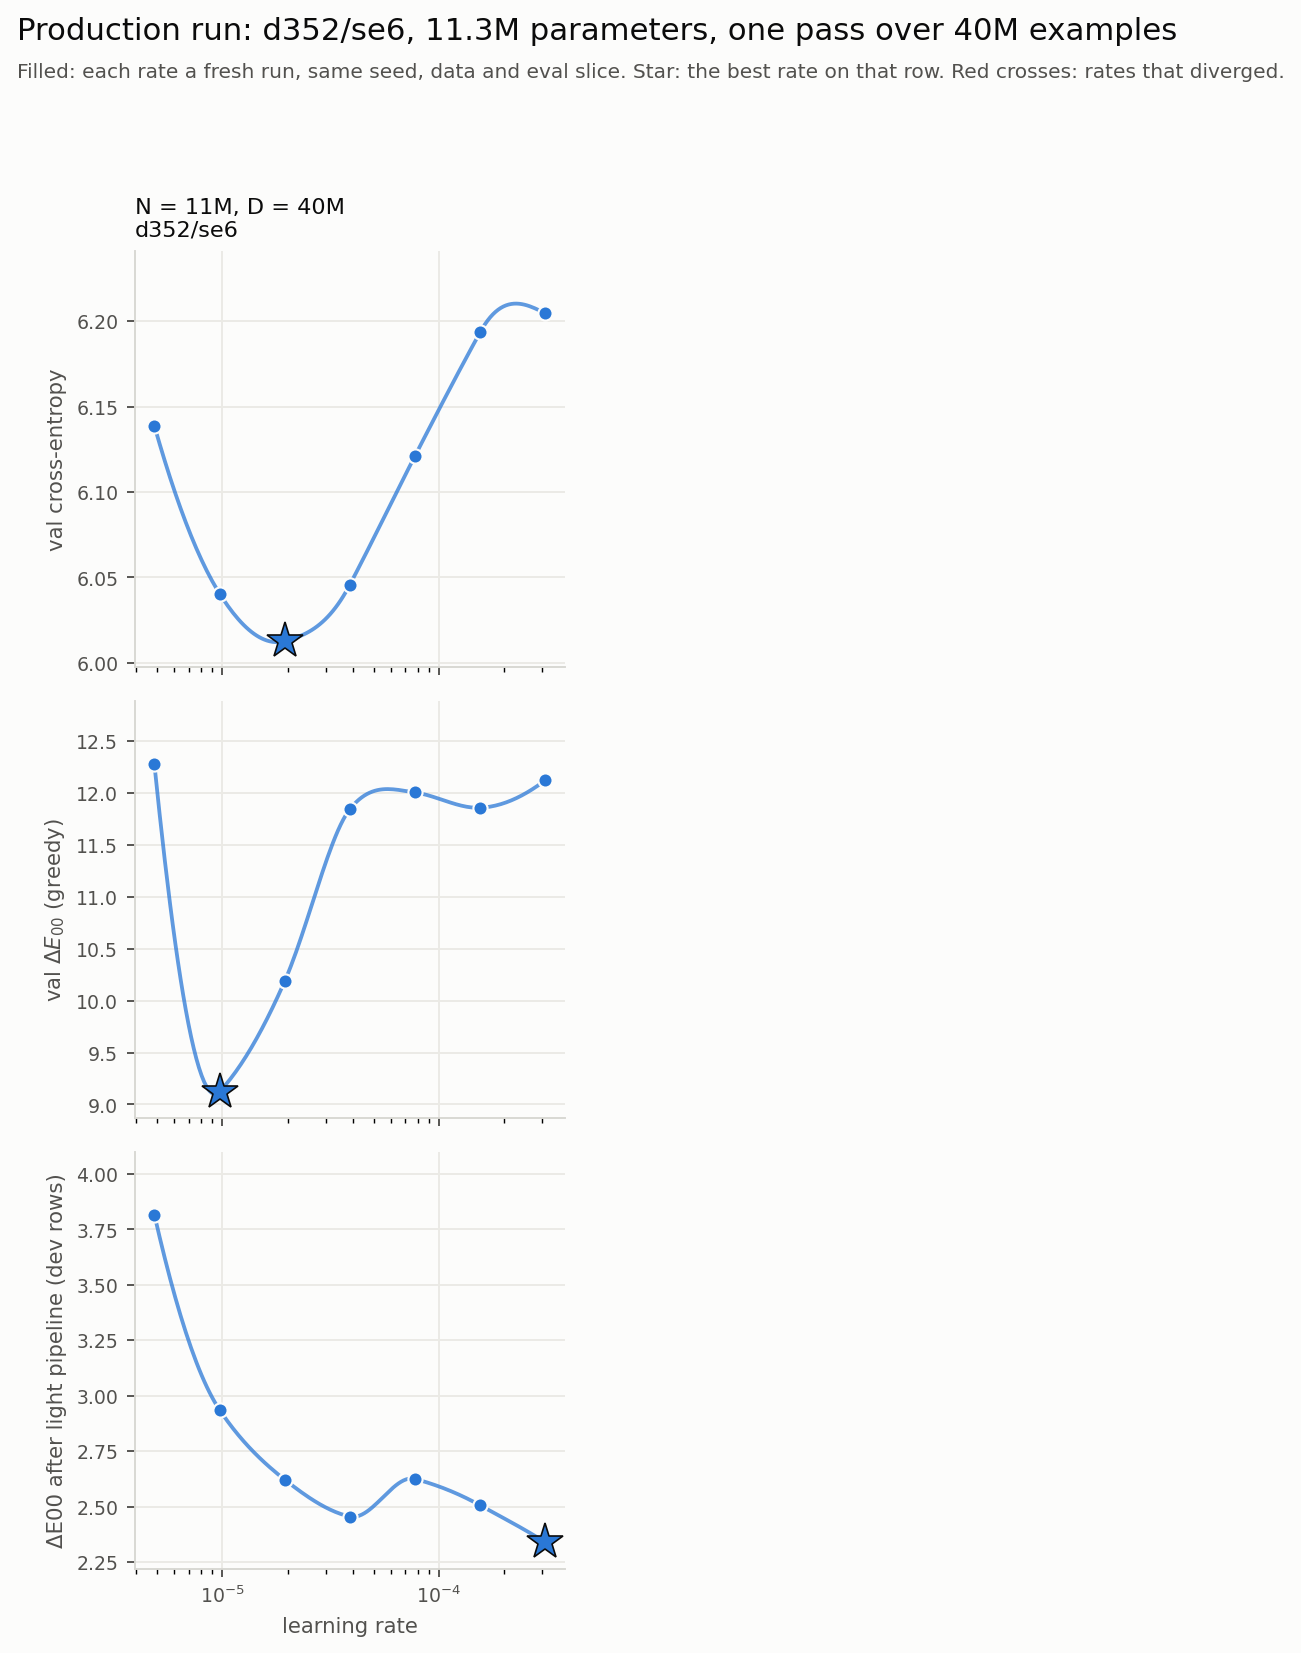 Production run: d352/se6, 11.3M parameters, one pass over 40M examples
Filled: each rate a fresh run, same seed, data and eval slice. Star: the best rate on that row. Red crosses: rates that diverged.
N = 11M, D = 40M
d352/se6
val cross-entropy
6.20
6.15
6.10
6.05
6.00
val ΔE₀₀ (greedy)
12.5
12.0
11.5
11.0
10.5
10.0
9.5
9.0
ΔE00 after light pipeline (dev rows)
4.00
3.75
3.50
3.25
3.00
2.75
2.50
2.25
10⁻⁵ 10⁻⁴
learning rate